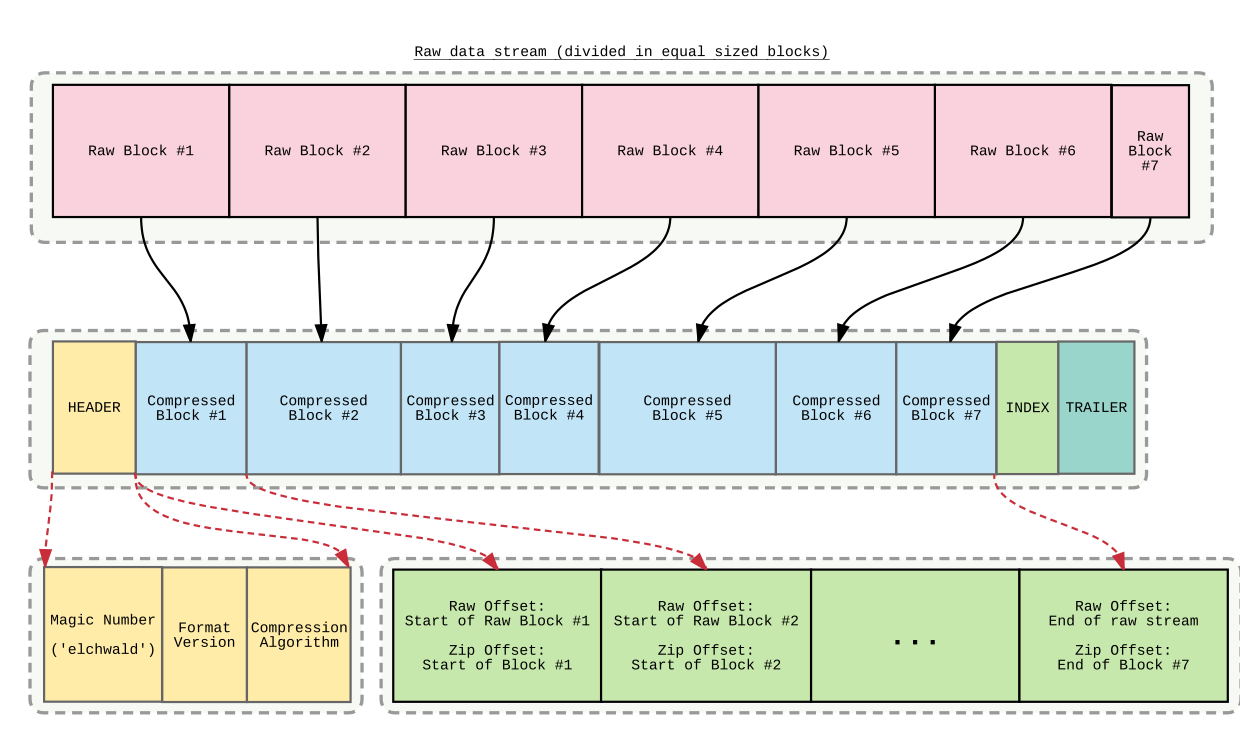 Raw data stream (divided in equal sized blocks)
Raw Block #1
Raw Block #2
Raw Block #3
Raw Block #4
Raw Block #5
Raw Block #6
Raw
Block
#7
HEADER
Compressed
Block #1
Compressed
Block #2
Compressed
Block #3
Compressed
Block #4
Compressed
Block #5
Compressed
Block #6
Compressed
Block #7
INDEX
TRAILER
Magic Number
('elchwald')
Format
Version
Compression
Algorithm
Raw Offset:
Start of Raw Block #1
Zip Offset:
Start of Block #1
Raw Offset:
Start of Raw Block #2
Zip Offset:
Start of Block #2
...
Raw Offset:
End of raw stream
Zip Offset:
End of Block #7